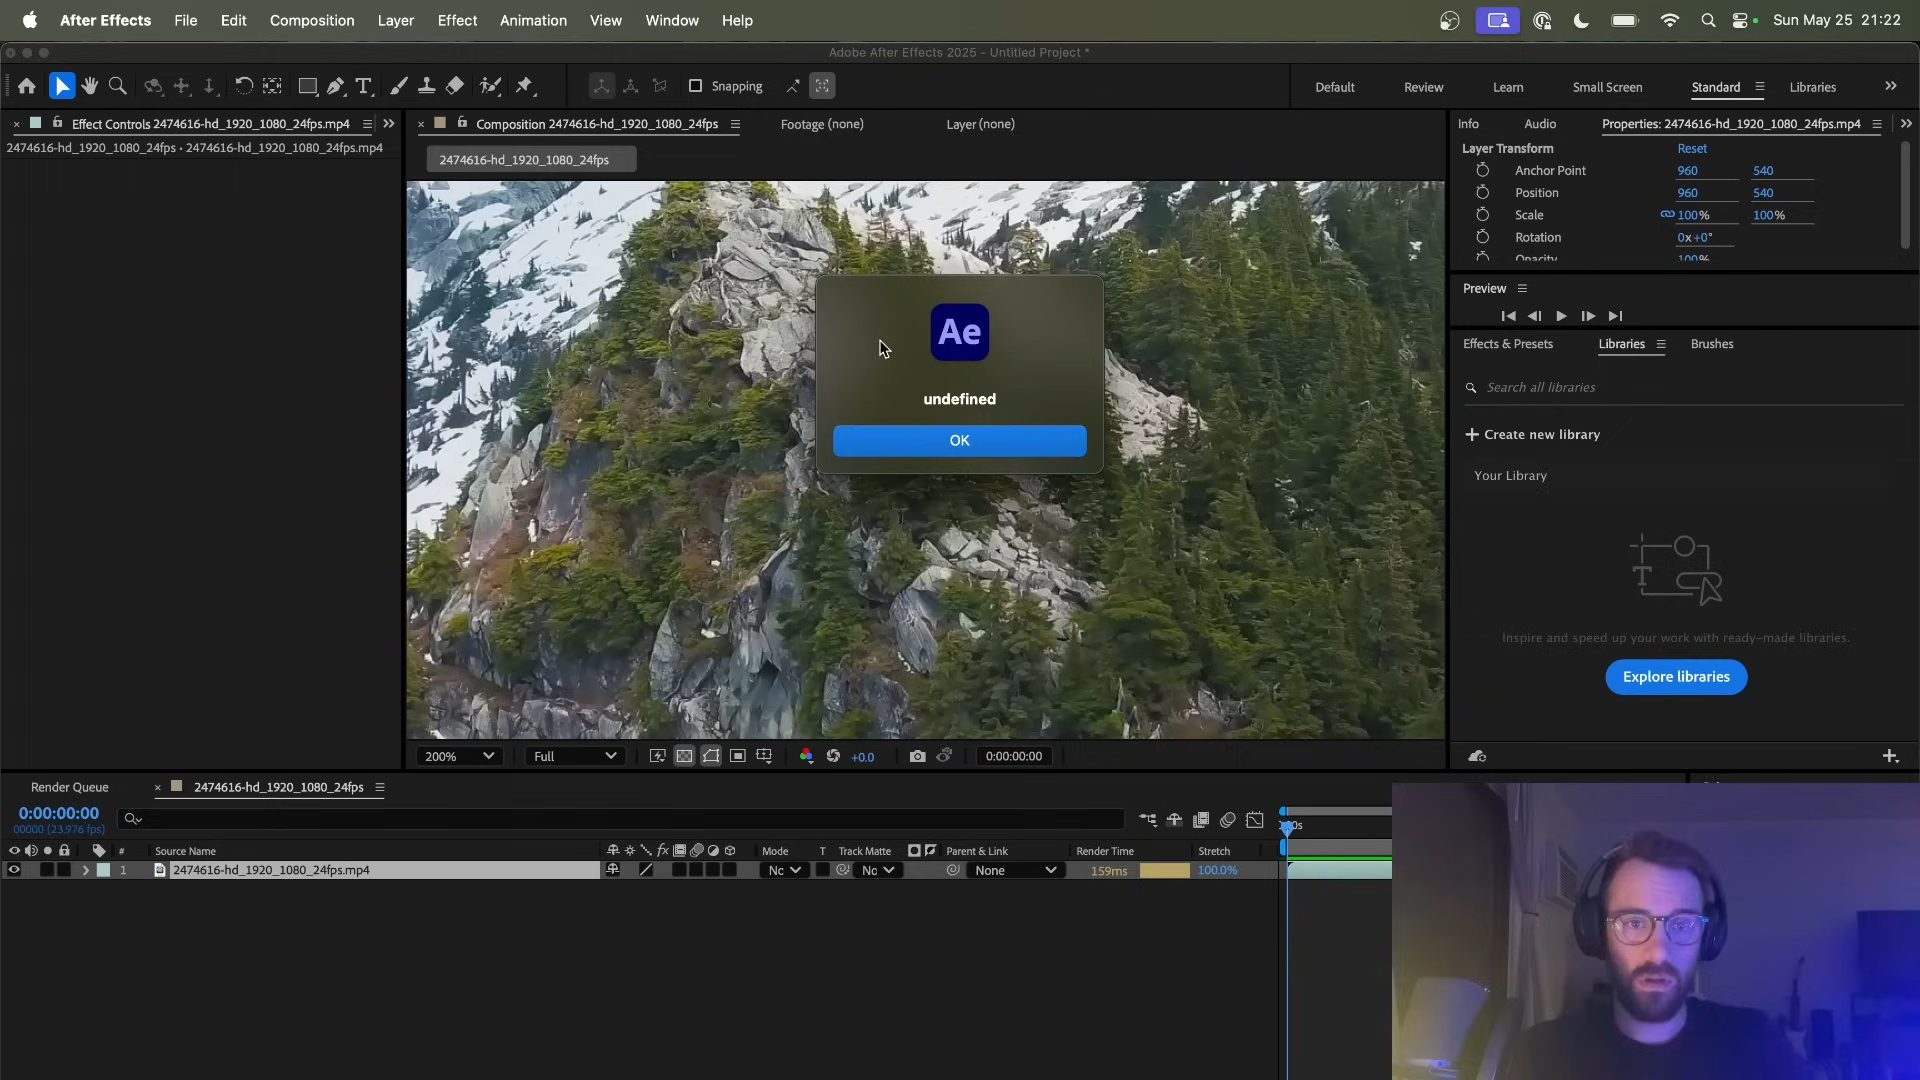 After Effects File Edit Composition Layer Effect Animation View Window Help Sun May 25 21:22
Adobe After Effects 2025 - Untitled Project *
T Snapping Default Review Learn Small Screen Standard Libraries
Effect Controls 2474616-hd_1920_1080_24fps.mp4
2474616-hd_1920_1080_24fps • 2474616-hd_1920_1080_24fps.mp4
Composition 2474616-hd_1920_1080_24fps Footage (none) Layer (none)
2474616-hd_1920_1080_24fps
Ae
undefined
OK
200% Full +0.0 0:00:00:00
Info Audio Properties: 2474616-hd_1920_1080_24fps.mp4
Layer Transform Reset
Anchor Point 960 540
Position 960 540
Scale 100% 100%
Rotation 0x+0°
Opacity 100%
Preview
Effects & Presets Libraries Brushes
Search all libraries
Create new library
Your Library
T
Inspire and speed up your work with ready-made libraries.
Explore libraries
Render Queue 2474616-hd_1920_1080_24fps
0:00:00:00
00000 (23.976 fps)
# Source Name fx Mode T Track Matte Parent & Link Render Time Stretch
1 2474616-hd_1920_1080_24fps.mp4 Nc Nc None 159ms 100.0%